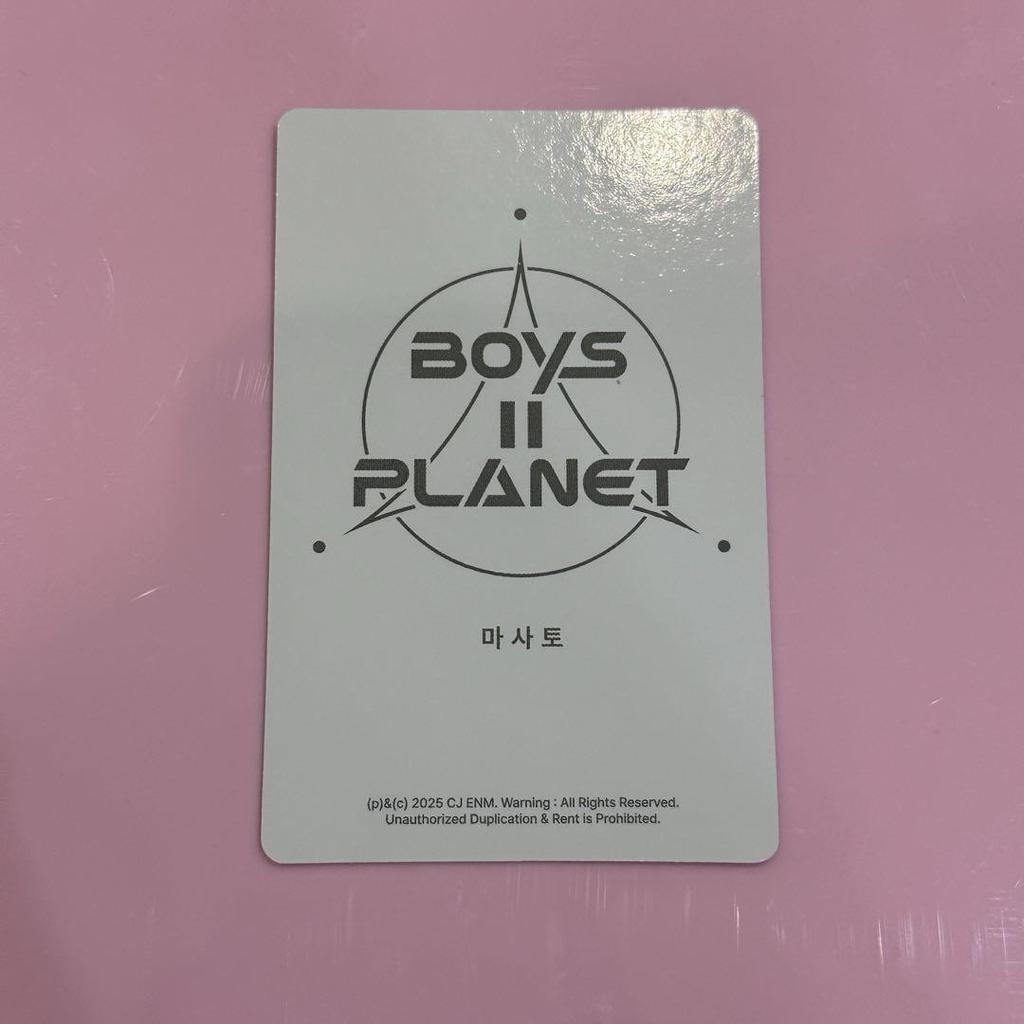 BOYS
II
PLANET
마사토
(p)&(c) 2025 CJ ENM. Warning : All Rights Reserved.
Unauthorized Duplication & Rent is Prohibited.